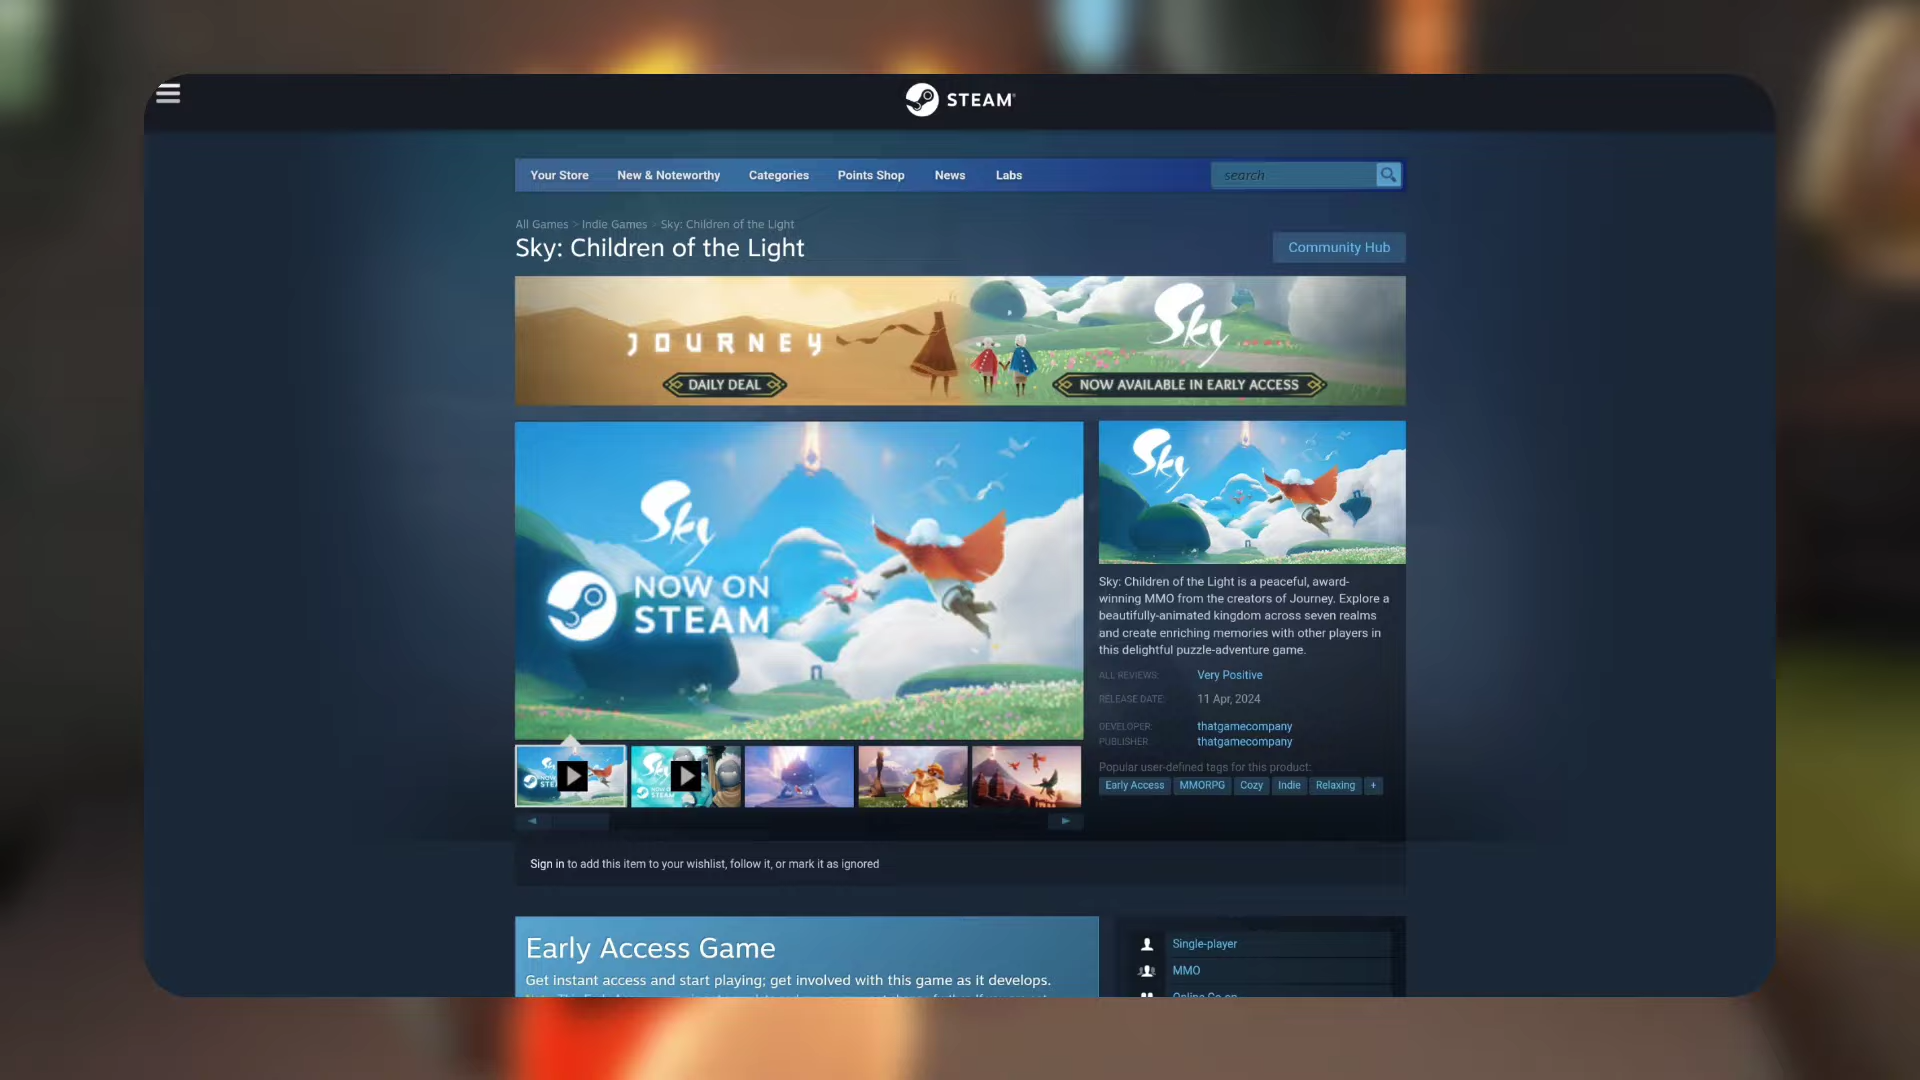 STEAM
Your Store New & Noteworthy Categories Points Shop News Labs search
All Games > Indie Games > Sky: Children of the Light
Sky: Children of the Light
Community Hub
JOURNEY
DAILY DEAL
Sky
NOW AVAILABLE IN EARLY ACCESS
Sky
NOW ON
STEAM
Sky
Sky: Children of the Light is a peaceful, award-
winning MMO from the creators of Journey. Explore a
beautifully-animated kingdom across seven realms
and create enriching memories with other players in
this delightful puzzle-adventure game.
ALL REVIEWS: Very Positive
RELEASE DATE: 11 Apr, 2024
DEVELOPER: thatgamecompany
PUBLISHER: thatgamecompany
Popular user-defined tags for this product:
Early Access MMORPG Cozy Indie Relaxing +
Sign in to add this item to your wishlist, follow it, or mark it as ignored
Early Access Game
Get instant access and start playing; get involved with this game as it develops.
Single-player
MMO
Online Co-op